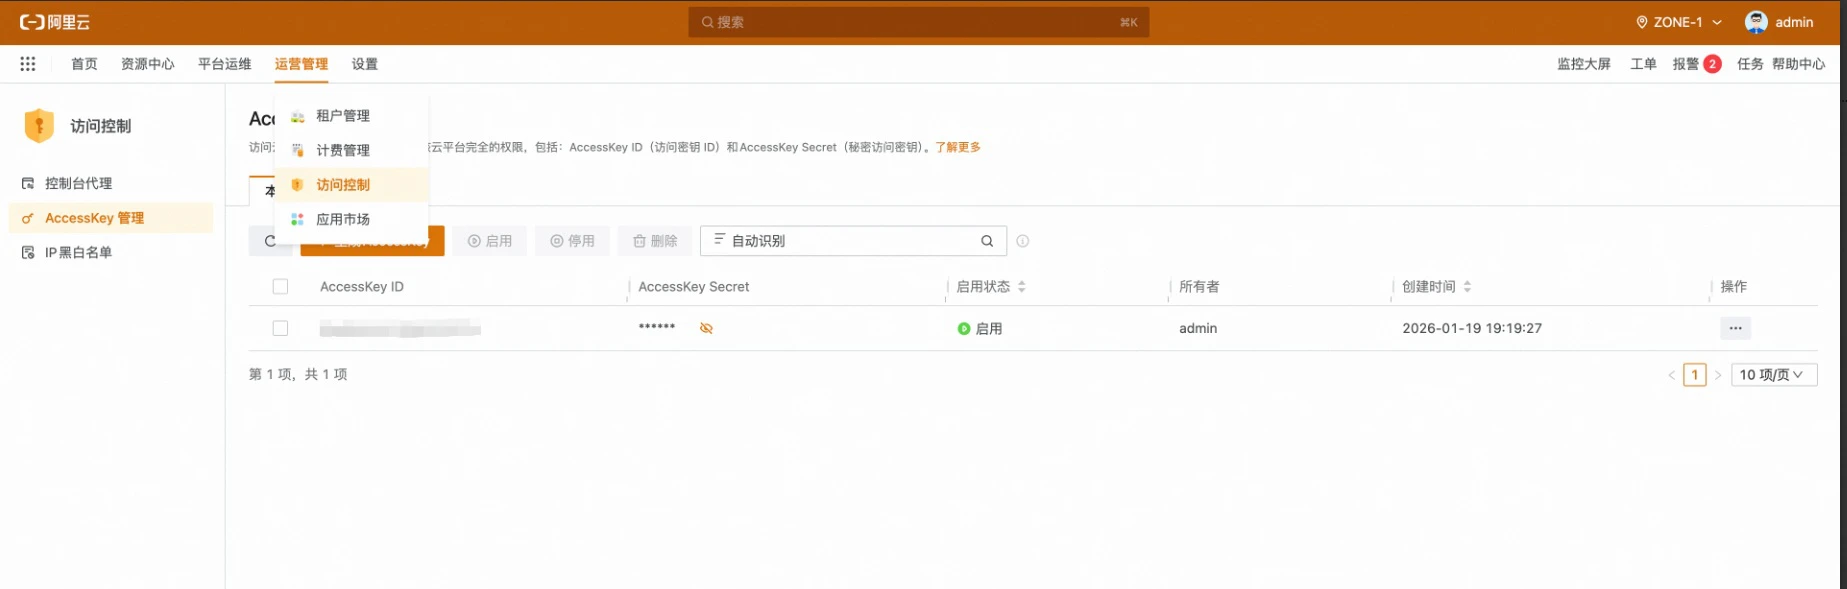 阿里云
搜索
⌘K
ZONE-1
admin
首页 资源中心 平台运维 运营管理 设置
监控大屏 工单 报警 2 任务 帮助中心
访问控制
控制台代理
AccessKey 管理
IP 黑白名单
租户管理
计费管理
访问控制
应用市场
云平台完全的权限，包括：AccessKey ID（访问密钥 ID）和AccessKey Secret（秘密访问密钥）。了解更多
本
启用 停用 删除 自动识别
AccessKey ID AccessKey Secret 启用状态 所有者 创建时间 操作
****** 启用 admin 2026-01-19 19:19:27 ...
第 1 项，共 1 项
< 1 > 10 项/页